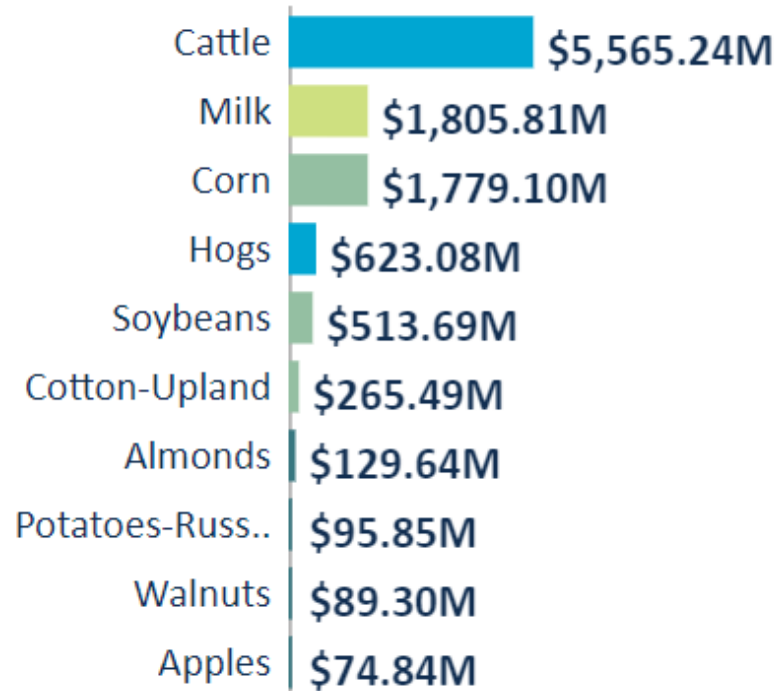 Cattle $5,565.24M
Milk $1,805.81M
Corn $1,779.10M
Hogs $623.08M
Soybeans $513.69M
Cotton-Upland $265.49M
Almonds $129.64M
Potatoes-Russ.. $95.85M
Walnuts $89.30M
Apples $74.84M